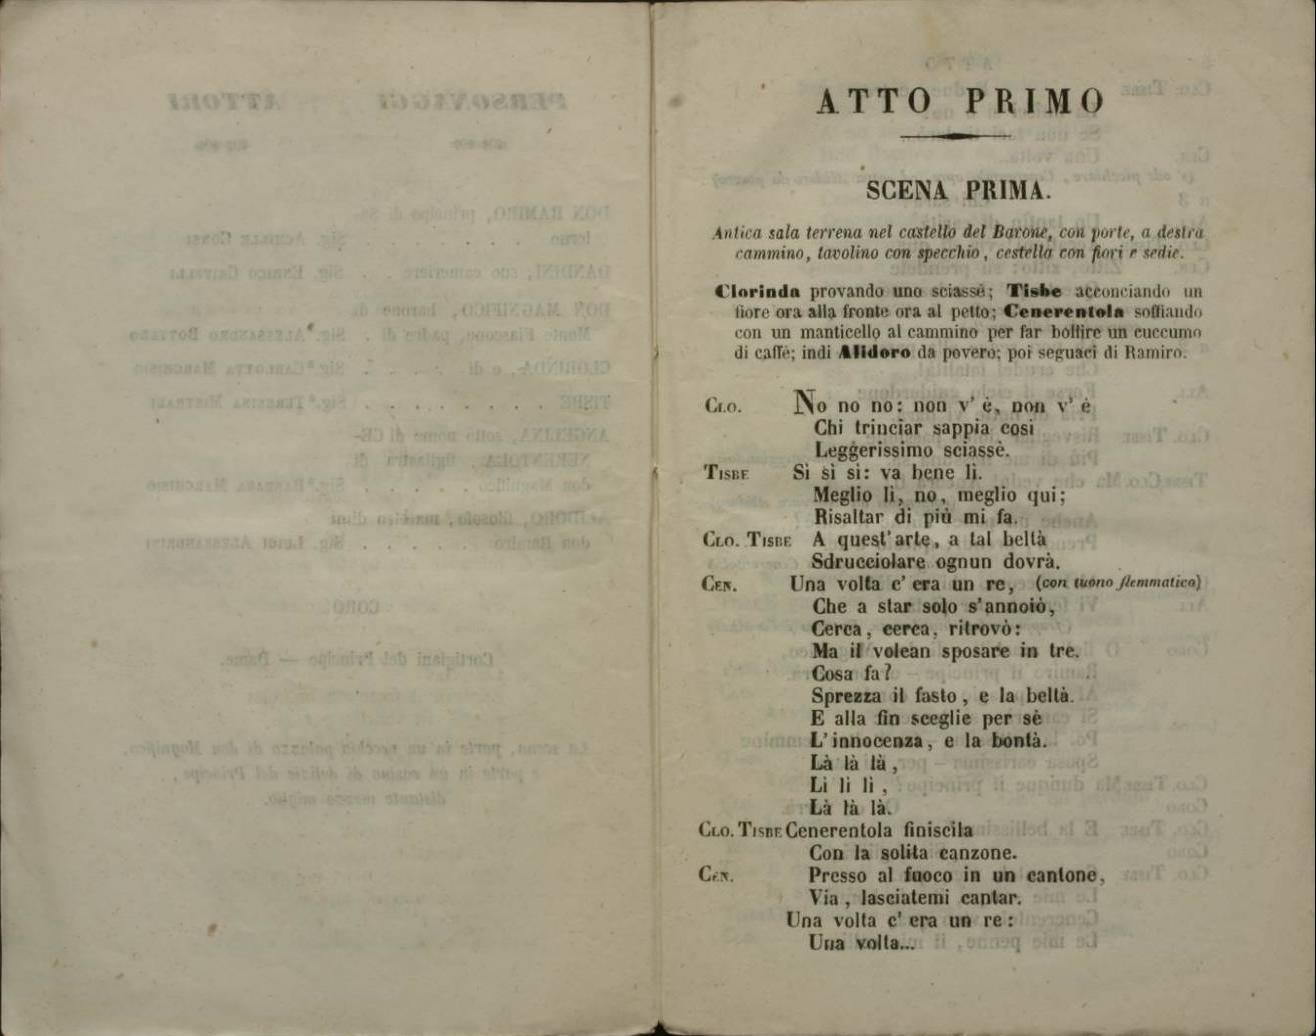 ATTO PRIMO
SCENA PRIMA.
Antica sala terrena nel castello del Barone, con porte, a destra
cammino, tavolino con specchio, cestella con fiori e sedie.
Clorinda provando uno sciassè; Tisbe acconciando un
fiore ora alla fronte ora al petto; Cenerentola soffiando
con un manticello al cammino per far bollire un cuccumo
di caffè; indi Alidoro da povero; poi seguaci di Ramiro.
CLO. No no no: non v' è, non v' è
Chi trinciar sappia così
Leggerissimo sciassè.
TISBE Sì sì sì: va bene lì.
Meglio lì, no, meglio qui;
Risaltar di più mi fa.
CLO. TISBE A quest'arte, a tal beltà
Sdrucciolare ognun dovrà.
CEN. Una volta c' era un re, (con tuono flemmatico)
Che a star solo s'annoiò,
Cerca, cerca, ritrovò:
Ma il volean sposare in tre.
Cosa fa?
Sprezza il fasto, e la beltà.
E alla fin sceglie per sè
L'innocenza, e la bontà.
Là là là,
Lì lì lì,
Là là là.
CLO. TISBE Cenerentola finiscila
Con la solita canzone.
CEN. Presso al fuoco in un cantone,
Via, lasciatemi cantar.
Una volta c' era un re:
Una volta...